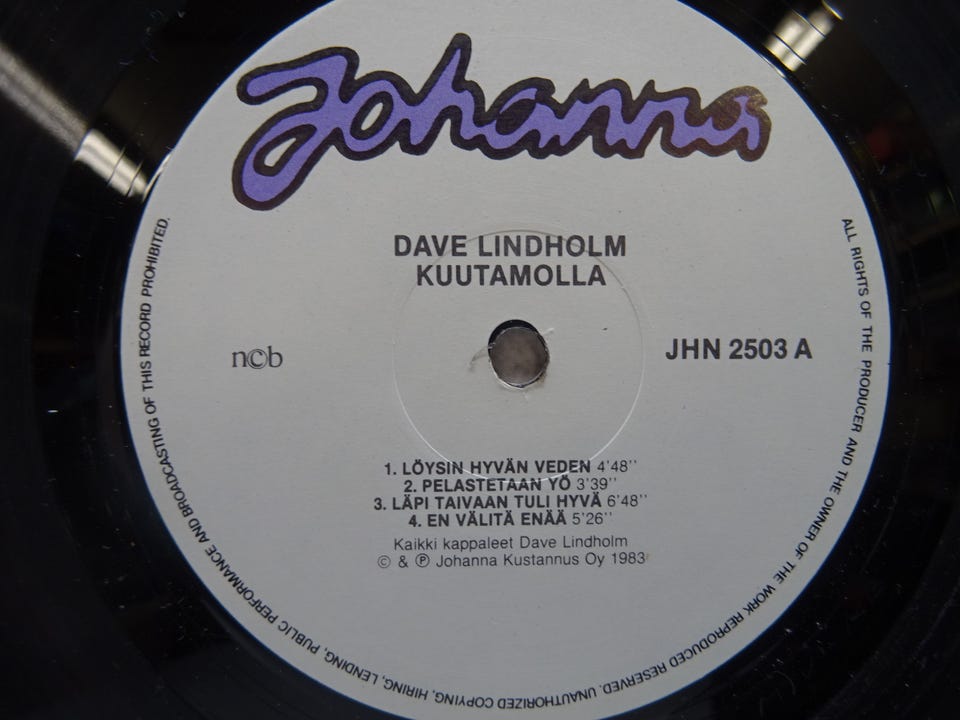 Johanna
DAVE LINDHOLM
KUUTAMOLLA
ncb
JHN 2503 A
1. LÖYSIN HYVÄN VEDEN 4'48''
2. PELASTETAAN YÖ 3'39''
3. LÄPI TAIVAAN TULI HYVÄ 6'48''
4. EN VÄLITÄ ENÄÄ 5'26''
Kaikki kappaleet Dave Lindholm
© & ℗ Johanna Kustannus Oy 1983
ALL RIGHTS OF THE PRODUCER AND THE OWNER OF THE WORK REPRODUCED RESERVED. UNAUTHORIZED COPYING, HIRING, LENDING, PUBLIC PERFORMANCE AND BROADCASTING OF THIS RECORD PROHIBITED.